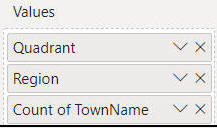 Values
Quadrant
Region
Count of TownName